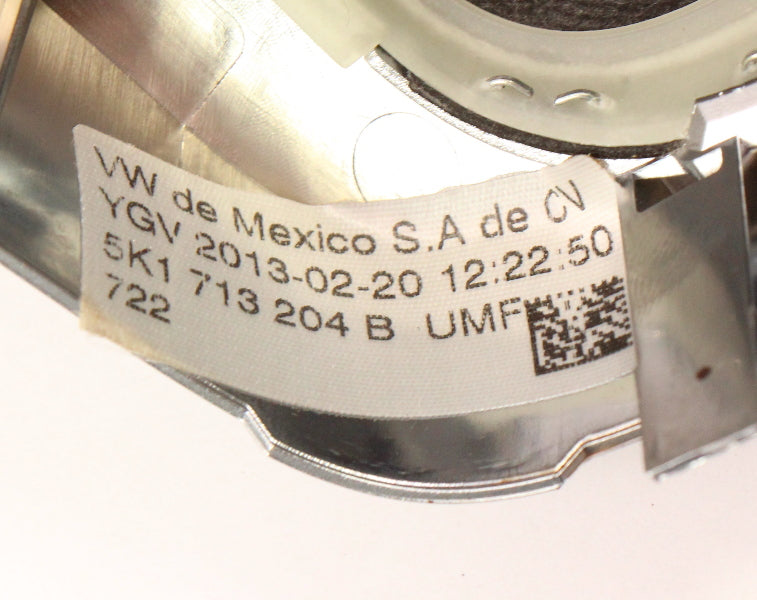 VW de Mexico S.A de CV
YGV 2013-02-20 12:22:50
5K1 713 204 B UMF
722